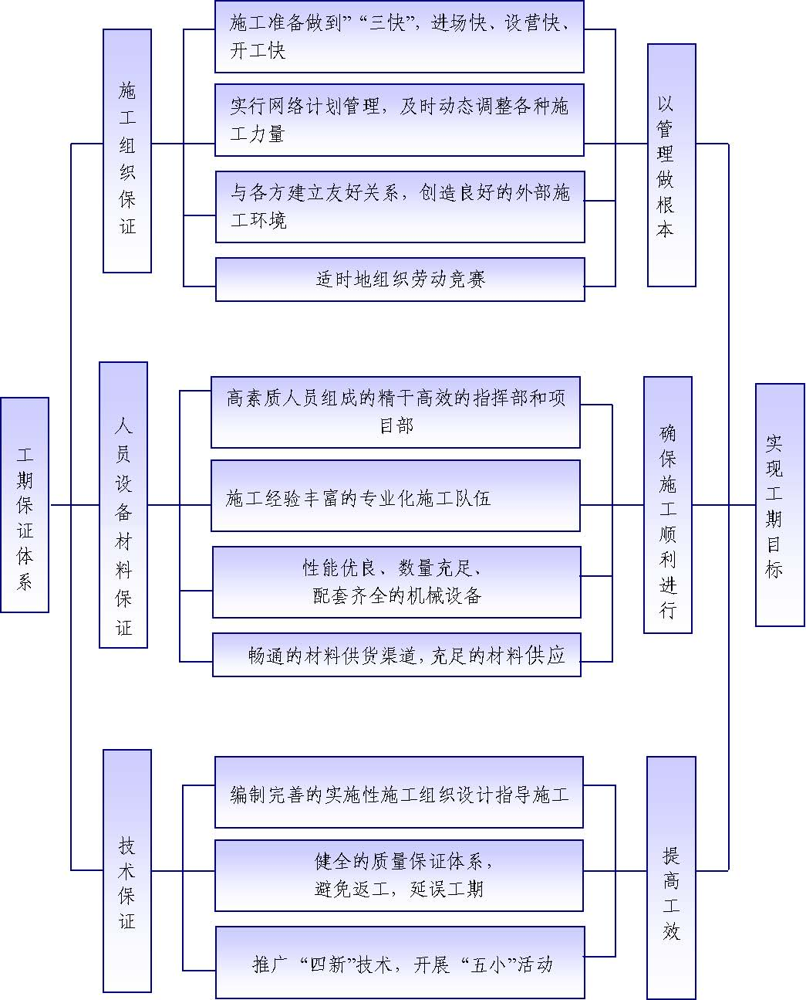 工期保证体系
施工组织保证
施工准备做到”“三快”，进场快、设营快、
开工快
实行网络计划管理，及时动态调整各种施
工力量
与各方建立友好关系，创造良好的外部施
工环境
适时地组织劳动竞赛
以管理做根本
人员设备材料保证
高素质人员组成的精干高效的指挥部和项
目部
施工经验丰富的专业化施工队伍
性能优良、数量充足、
配套齐全的机械设备
畅通的材料供货渠道，充足的材料供应
确保施工顺利进行
技术保证
编制完善的实施性施工组织设计指导施工
健全的质量保证体系，
避免返工，延误工期
推广“四新”技术，开展“五小”活动
提高工效
实现工期目标